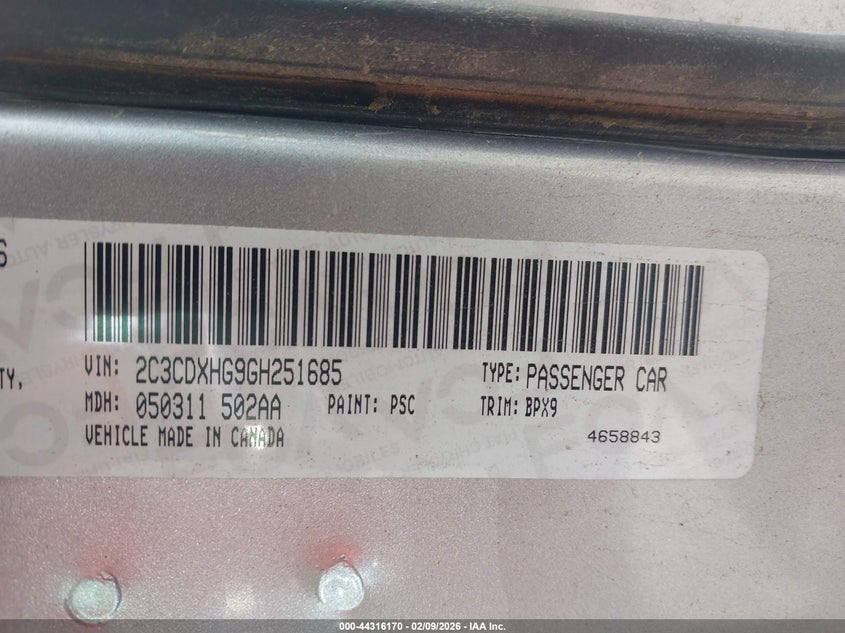 S
TY,
VIN: 2C3CDXHG9GH251685 TYPE: PASSENGER CAR
MDH: 050311 502AA PAINT: PSC TRIM: BPX9
VEHICLE MADE IN CANADA 4658843
000-44316170 - 02/09/2026 - IAA Inc.